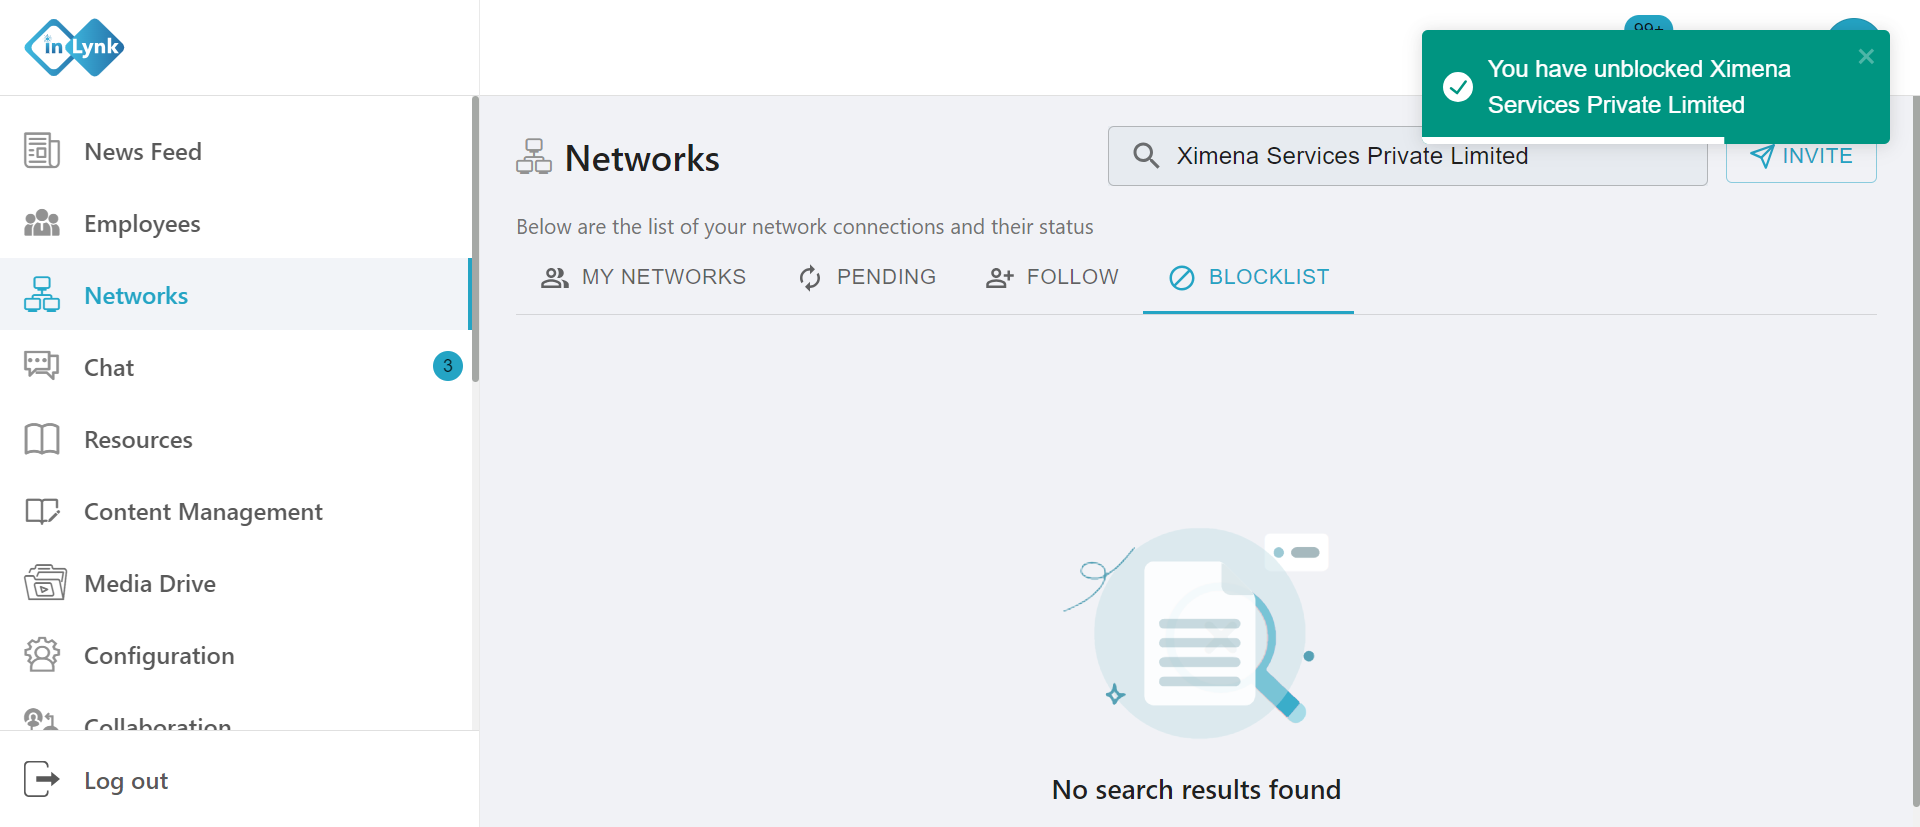 in Lynk
99+
You have unblocked Ximena
Services Private Limited
News Feed
Employees
Networks
Chat
3
Resources
Content Management
Media Drive
Configuration
Collaboration
Log out
Networks
Ximena Services Private Limited
INVITE
Below are the list of your network connections and their status
MY NETWORKS
PENDING
FOLLOW
BLOCKLIST
No search results found